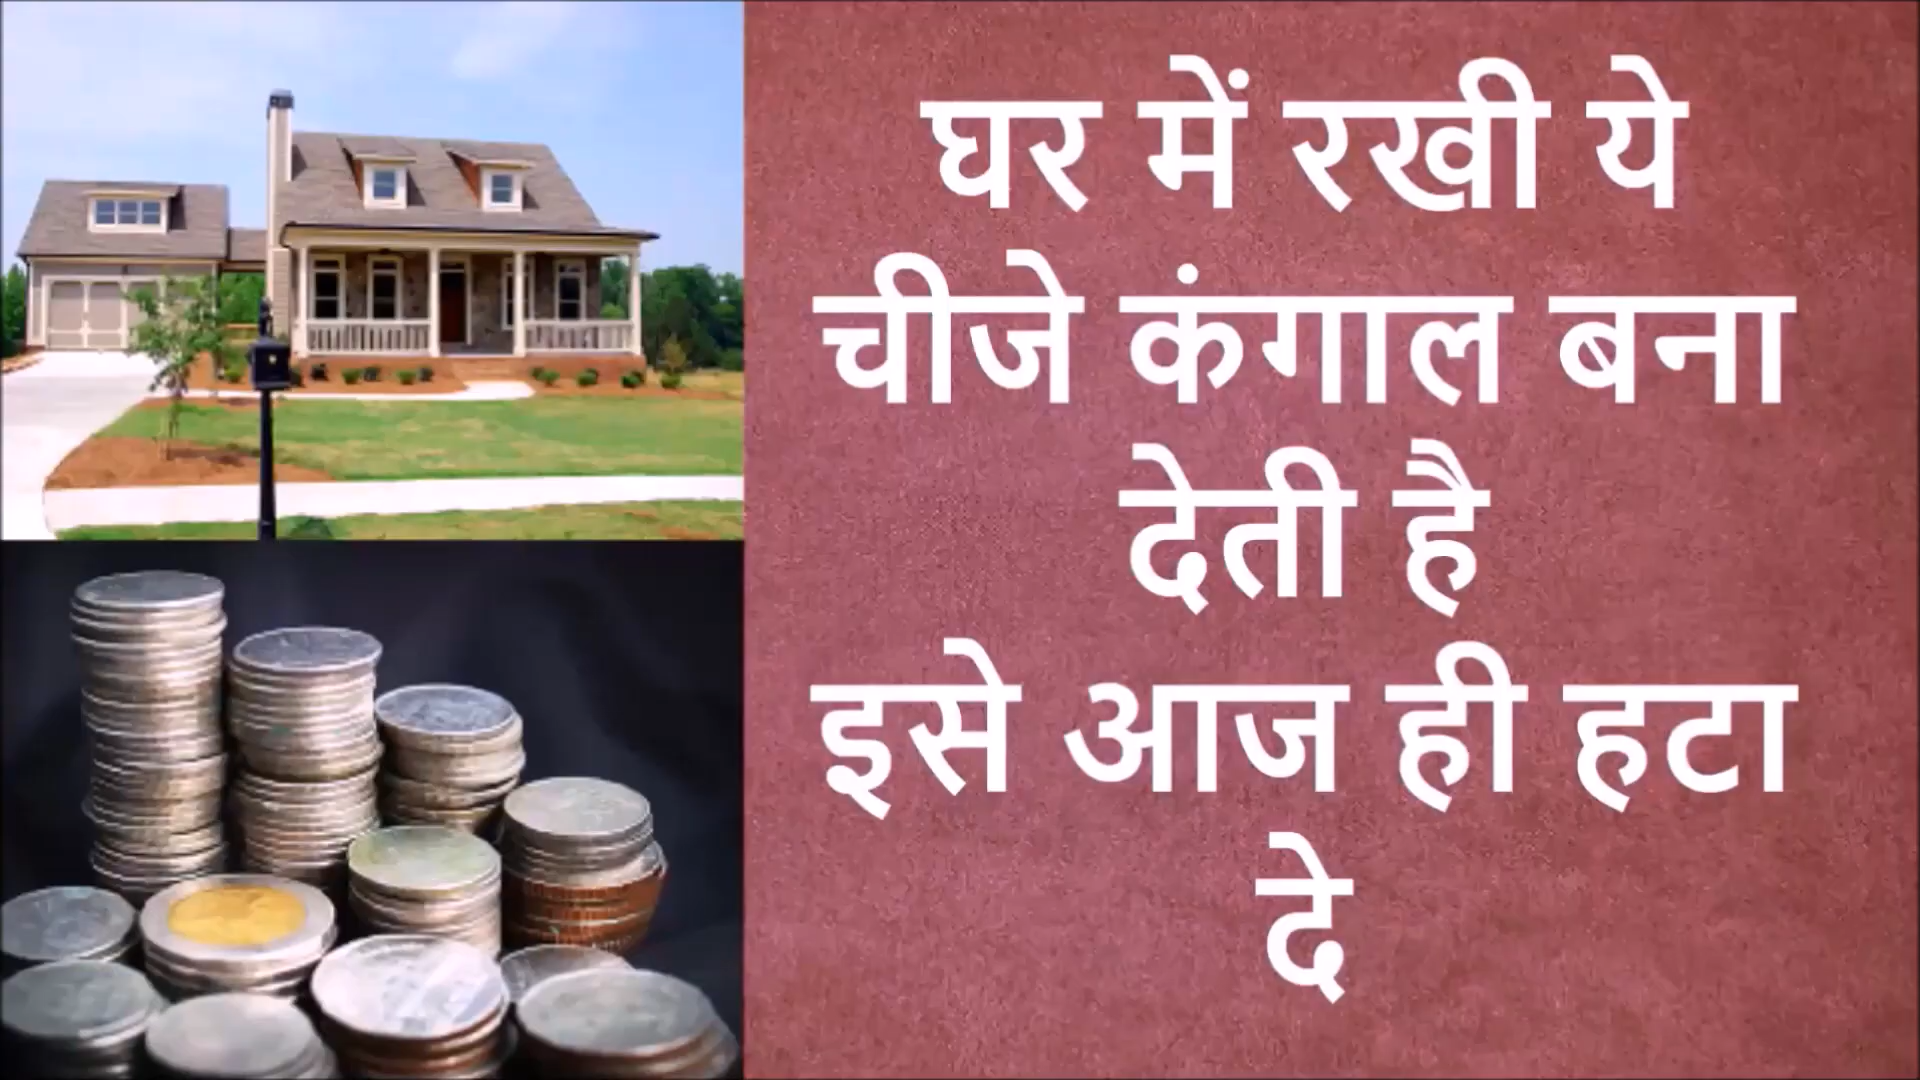 घर में रखी ये
चीजे कंगाल बना
देती है
इसे आज ही हटा
दे